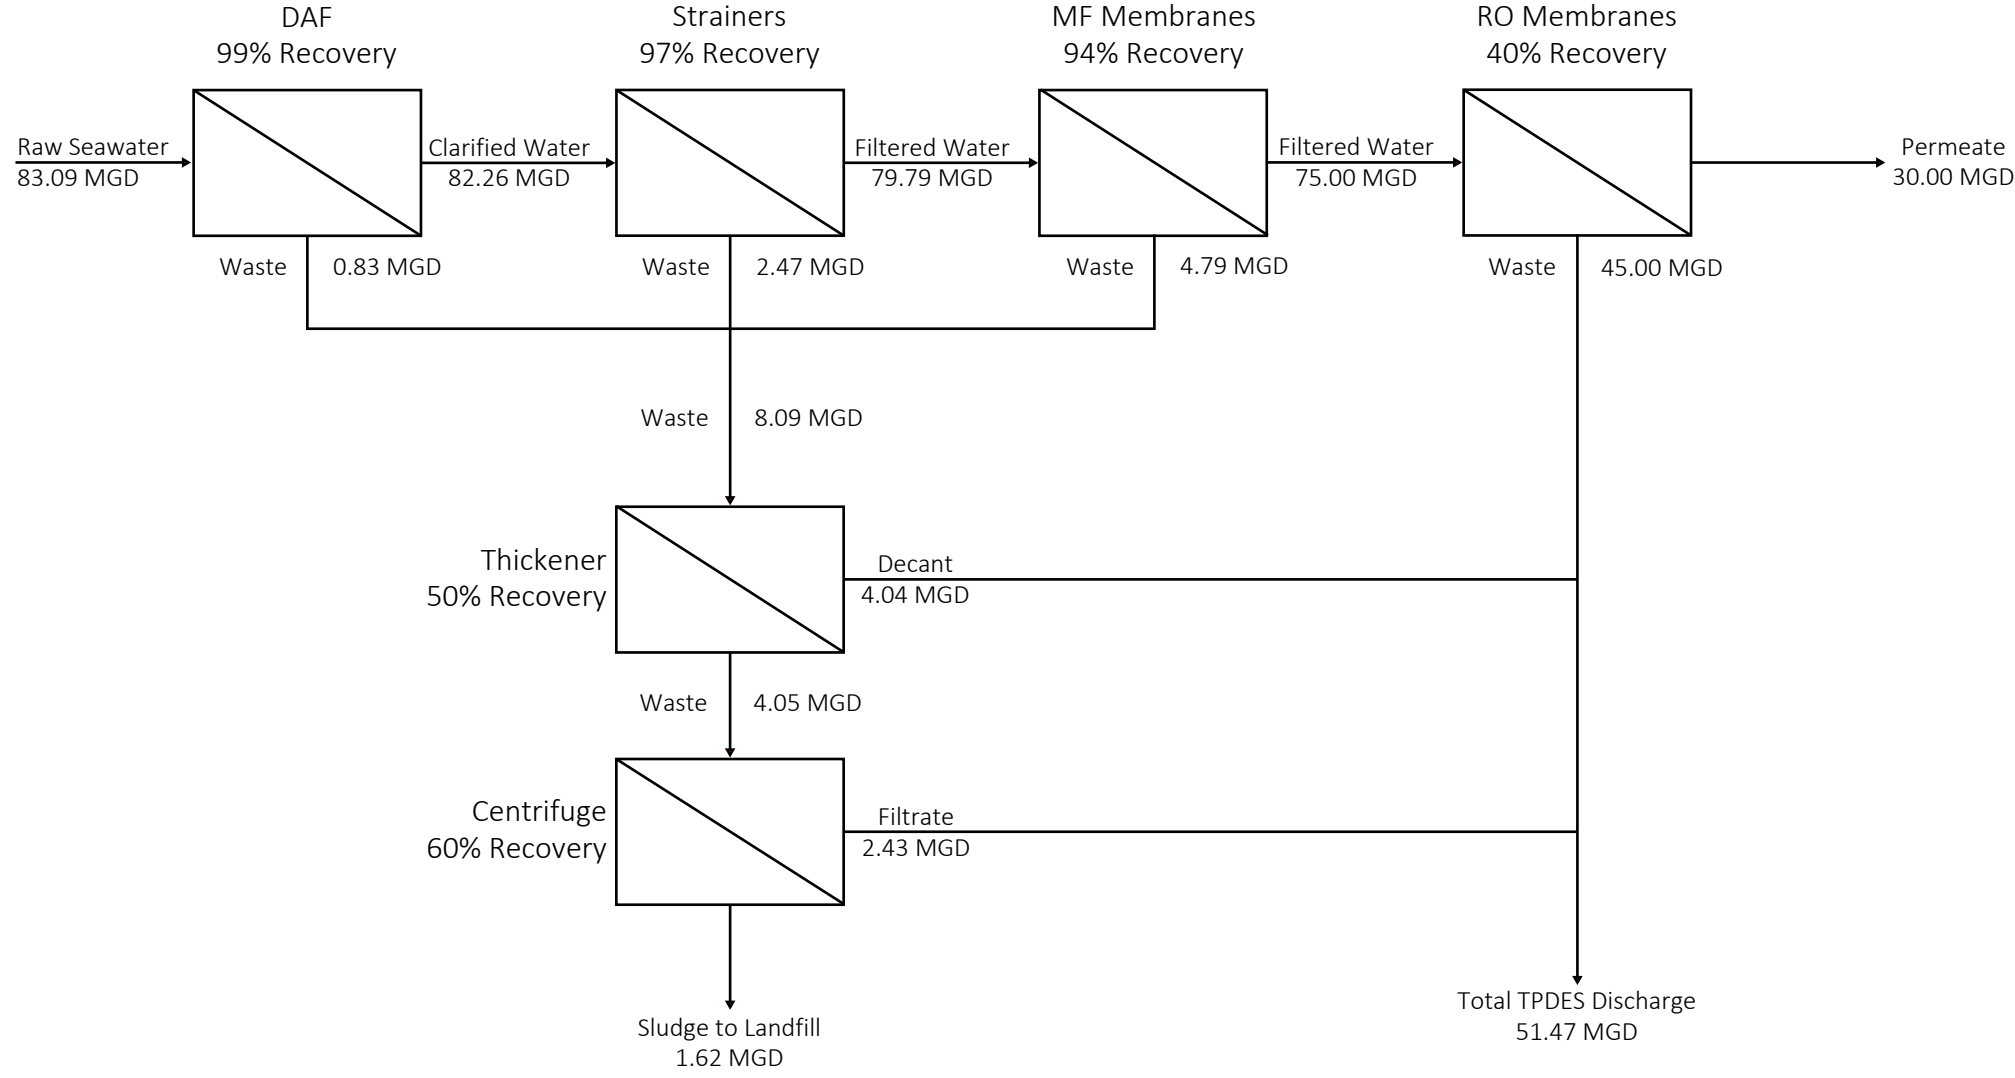 DAF
99% Recovery
Strainers
97% Recovery
MF Membranes
94% Recovery
RO Membranes
40% Recovery
Raw Seawater
83.09 MGD
Clarified Water
82.26 MGD
Filtered Water
79.79 MGD
Filtered Water
75.00 MGD
Permeate
30.00 MGD
Waste 0.83 MGD
Waste 2.47 MGD
Waste 4.79 MGD
Waste 45.00 MGD
Waste 8.09 MGD
Thickener
50% Recovery
Decant
4.04 MGD
Waste 4.05 MGD
Centrifuge
60% Recovery
Filtrate
2.43 MGD
Sludge to Landfill
1.62 MGD
Total TPDES Discharge
51.47 MGD